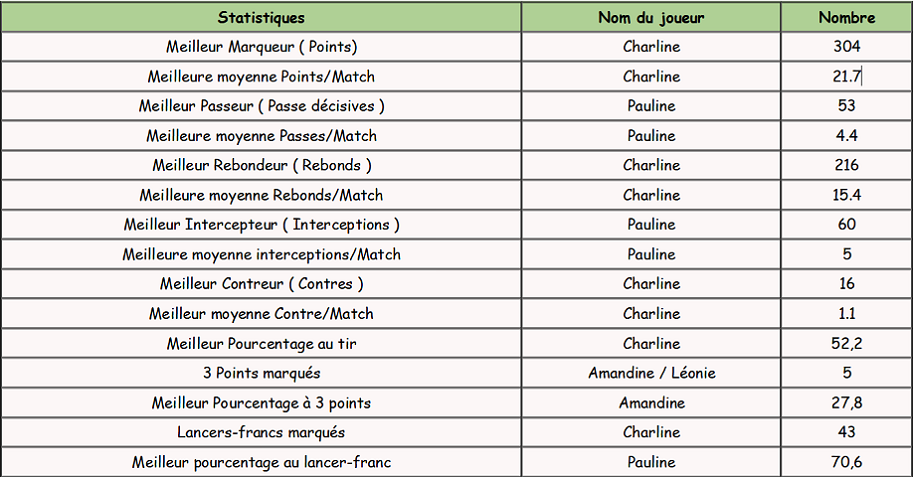 Statistiques Nom du joueur Nombre
Meilleur Marqueur ( Points) Charline 304
Meilleure moyenne Points/Match Charline 21.7
Meilleur Passeur ( Passe décisives ) Pauline 53
Meilleure moyenne Passes/Match Pauline 4.4
Meilleur Rebondeur ( Rebonds ) Charline 216
Meilleure moyenne Rebonds/Match Charline 15.4
Meilleur Intercepteur ( Interceptions ) Pauline 60
Meilleure moyenne interceptions/Match Pauline 5
Meilleur Contreur ( Contres ) Charline 16
Meilleur moyenne Contre/Match Charline 1.1
Meilleur Pourcentage au tir Charline 52,2
3 Points marqués Amandine / Léonie 5
Meilleur Pourcentage à 3 points Amandine 27,8
Lancers-francs marqués Charline 43
Meilleur pourcentage au lancer-franc Pauline 70,6